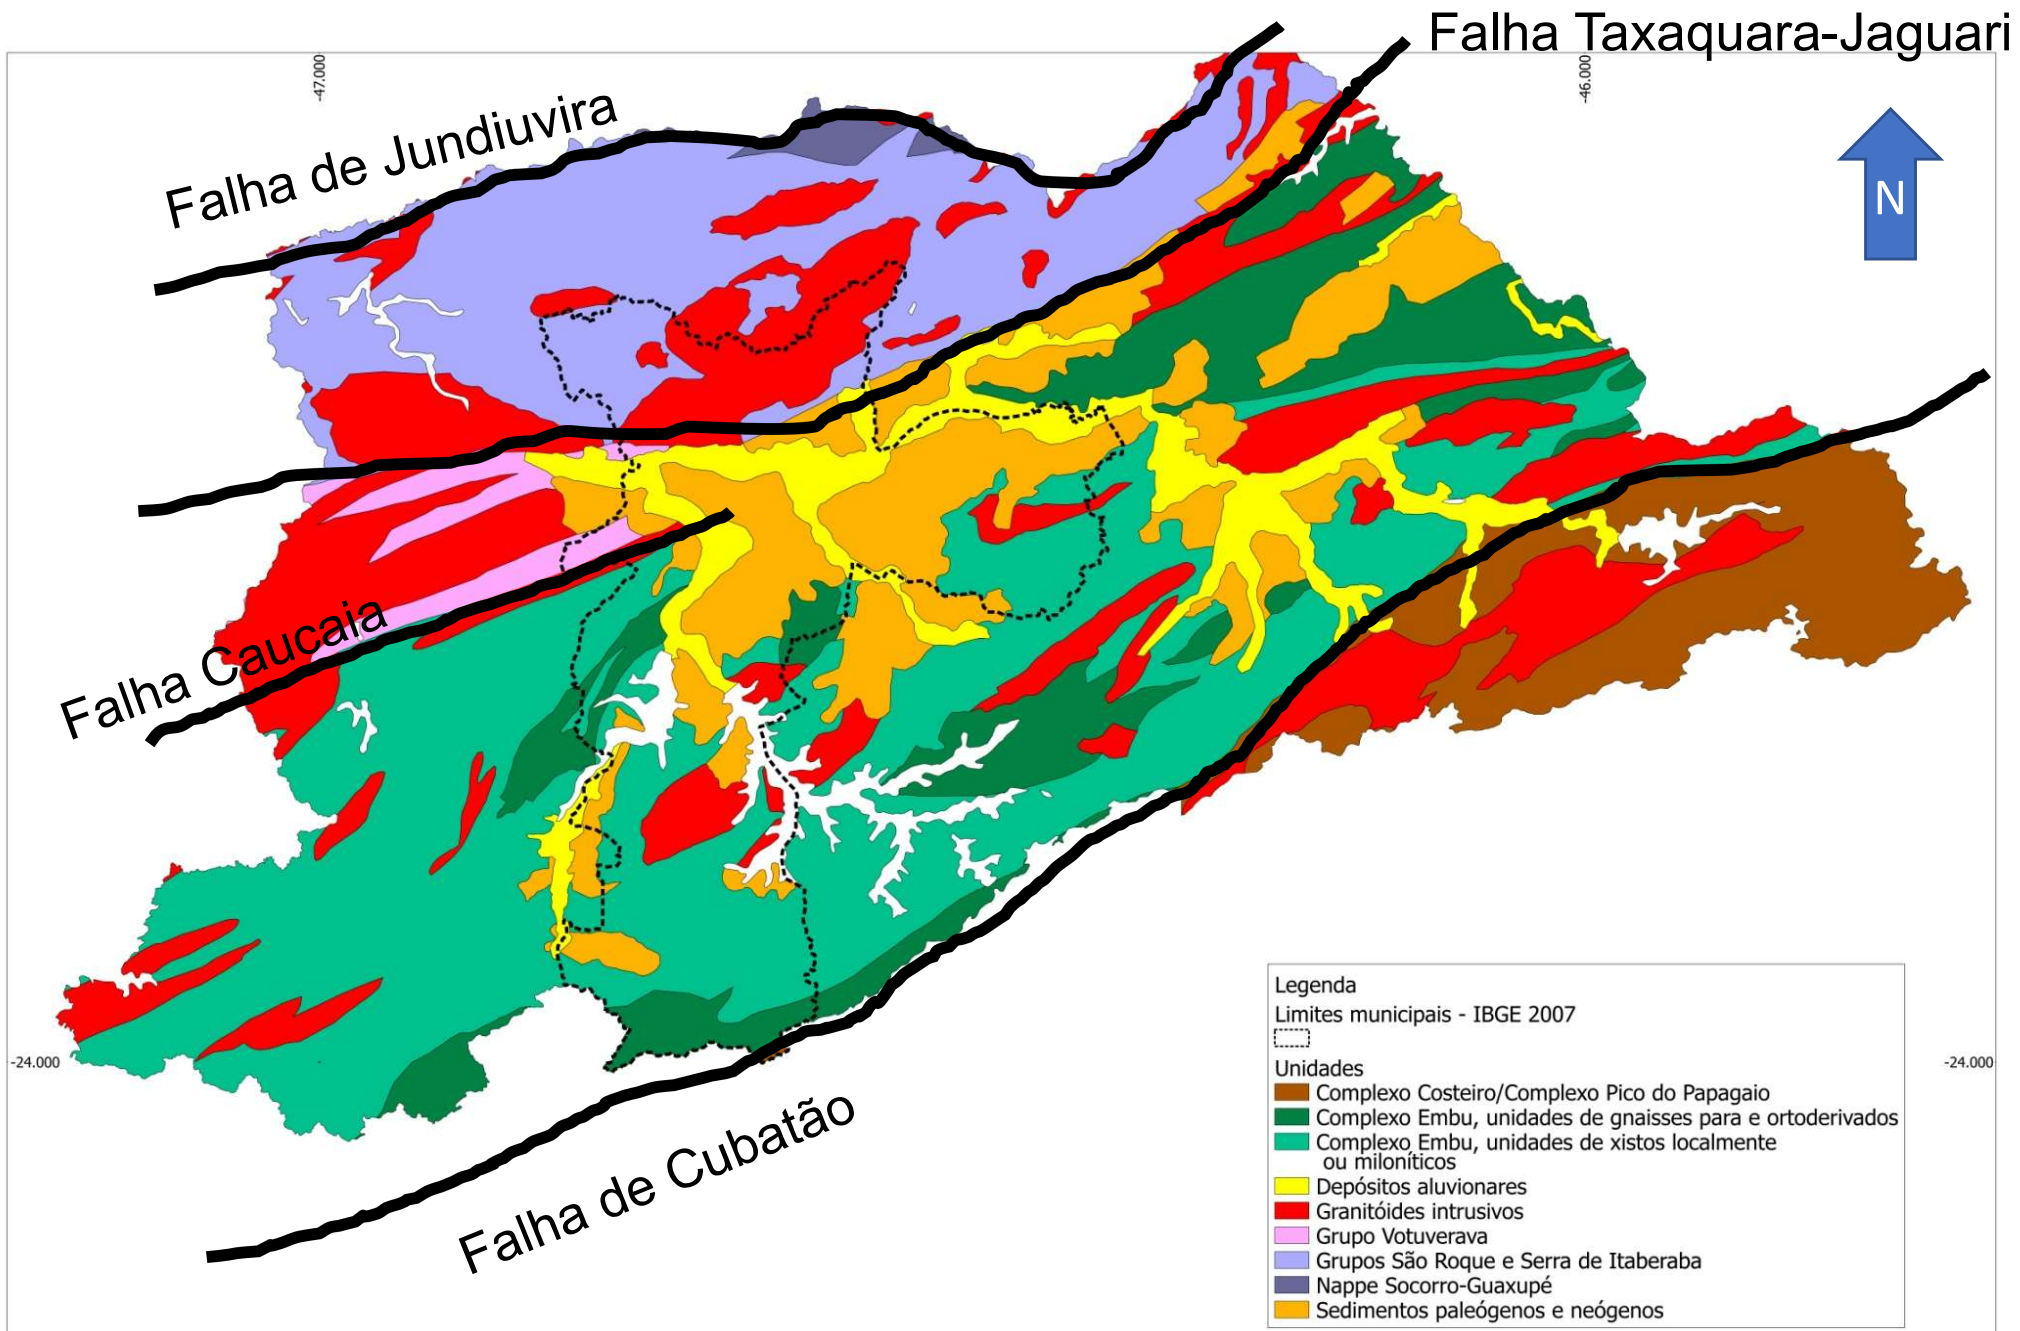 Falha Taxaquara-Jaguari
-47.000
-46.000
Falha de Jundiuvira
N
Falha Caucaia
Falha de Cubatão
-24.000
-24.000
Legenda
Limites municipais - IBGE 2007
Unidades
Complexo Costeiro/Complexo Pico do Papagaio
Complexo Embu, unidades de gnaisses para e ortoderivados
Complexo Embu, unidades de xistos localmente
ou miloníticos
Depósitos aluvionares
Granitóides intrusivos
Grupo Votuverava
Grupos São Roque e Serra de Itaberaba
Nappe Socorro-Guaxupé
Sedimentos paleógenos e neógenos